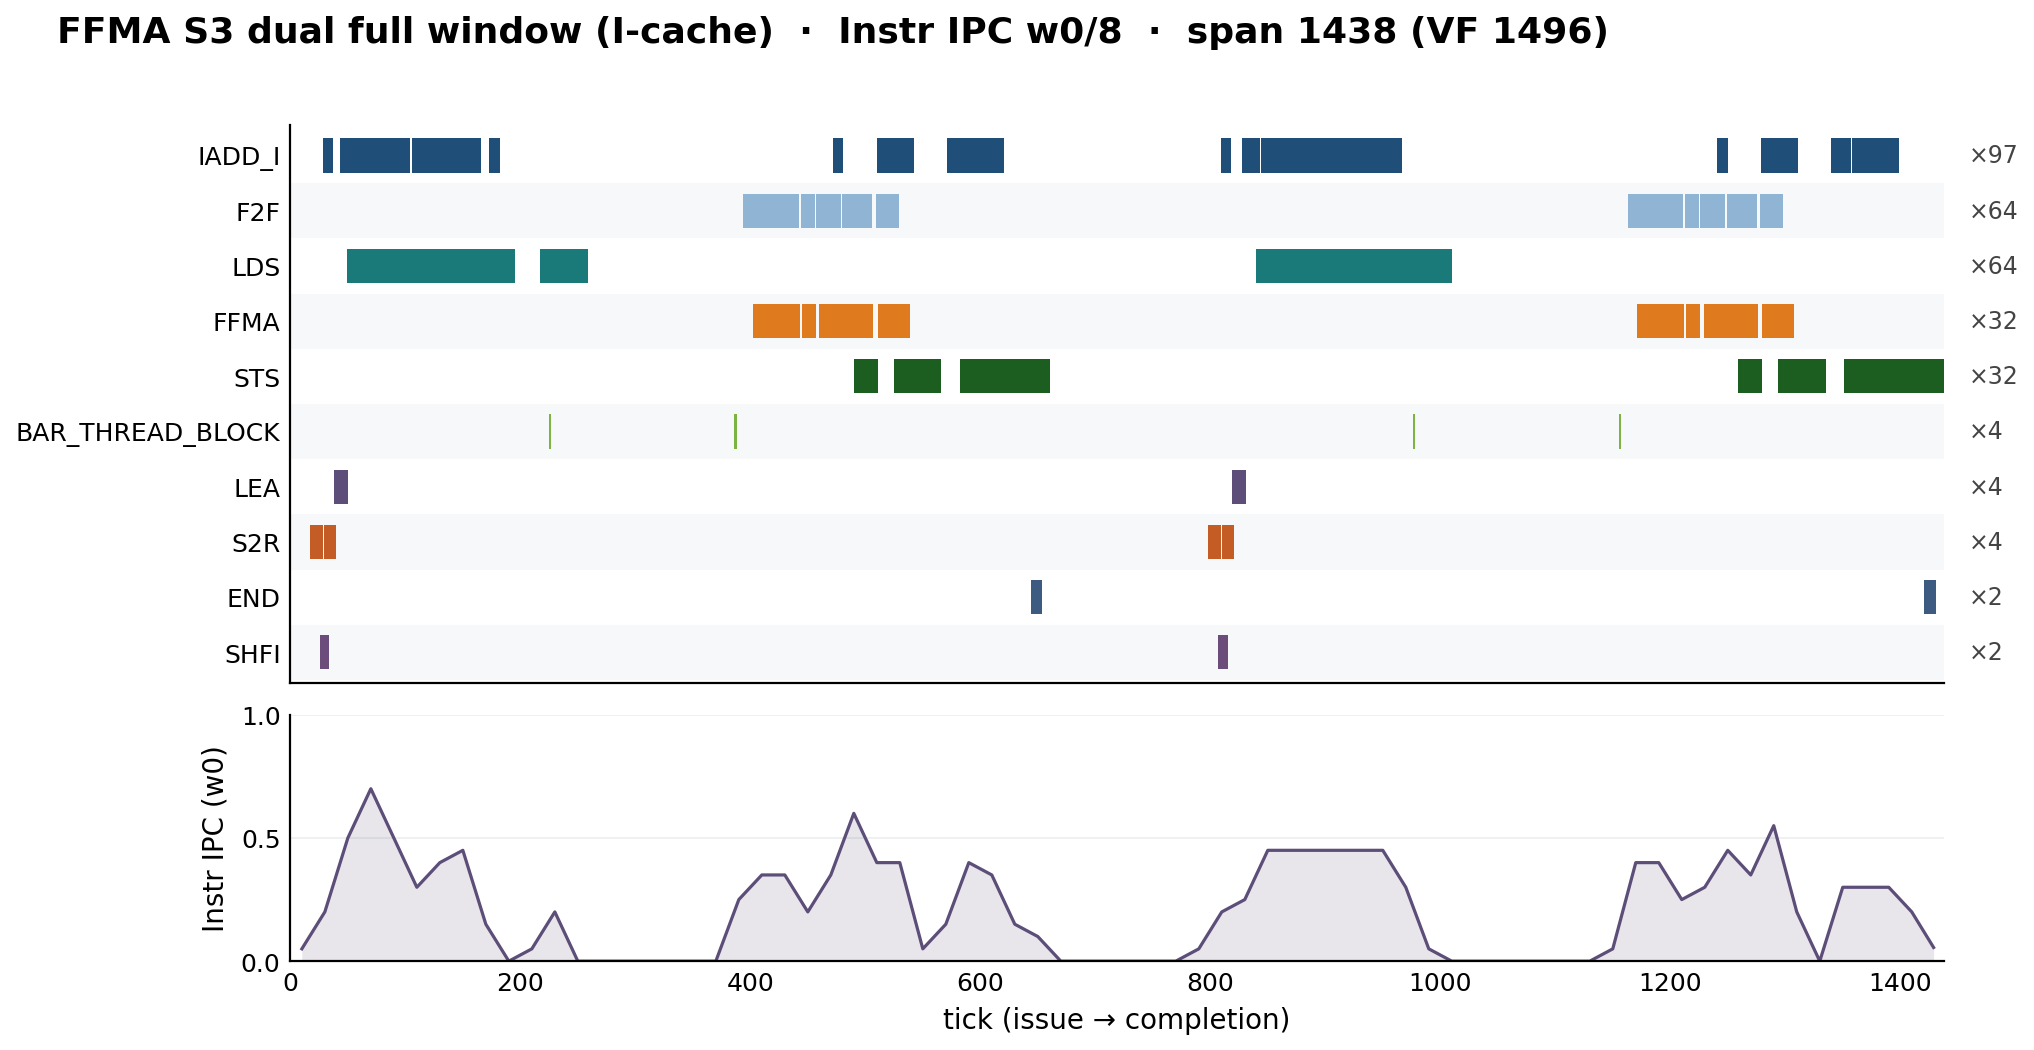 FFMA S3 dual full window (I-cache)  ·  Instr IPC w0/8  ·  span 1438 (VF 1496)
IADD_I ×97
F2F ×64
LDS ×64
FFMA ×32
STS ×32
BAR_THREAD_BLOCK ×4
LEA ×4
S2R ×4
END ×2
SHFI ×2
Instr IPC (w0)
1.0
0.5
0.0
0 200 400 600 800 1000 1200 1400
tick (issue → completion)